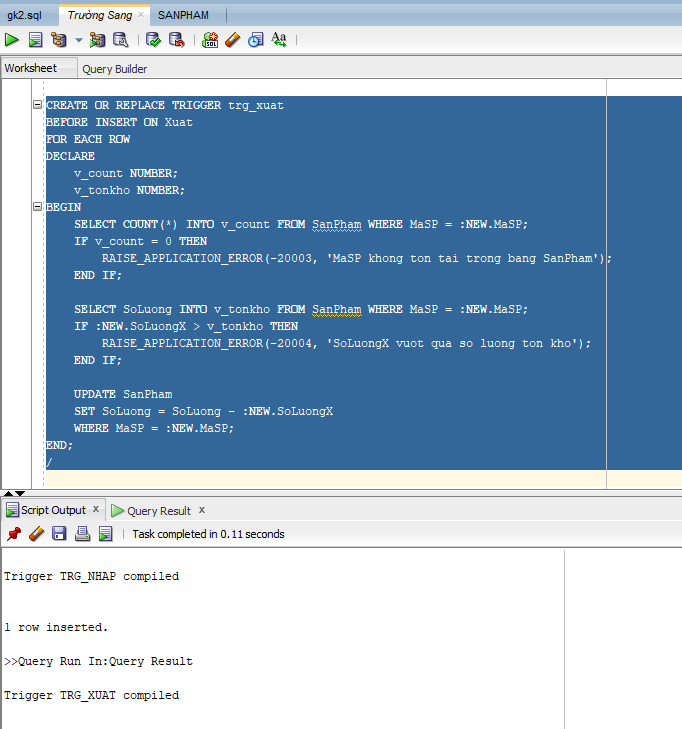 gk2.sql Trường Sang SANPHAM
SQL Aa
Worksheet Query Builder
CREATE OR REPLACE TRIGGER trg_xuat
BEFORE INSERT ON Xuat
FOR EACH ROW
DECLARE
    v_count NUMBER;
    v_tonkho NUMBER;
BEGIN
    SELECT COUNT(*) INTO v_count FROM SanPham WHERE MaSP = :NEW.MaSP;
    IF v_count = 0 THEN
        RAISE_APPLICATION_ERROR(-20003, 'MaSP khong ton tai trong bang SanPham');
    END IF;
    SELECT SoLuong INTO v_tonkho FROM SanPham WHERE MaSP = :NEW.MaSP;
    IF :NEW.SoLuongX > v_tonkho THEN
        RAISE_APPLICATION_ERROR(-20004, 'SoLuongX vuot qua so luong ton kho');
    END IF;
    UPDATE SanPham
    SET SoLuong = SoLuong - :NEW.SoLuongX
    WHERE MaSP = :NEW.MaSP;
END;
/
Script Output x Query Result x
Task completed in 0.11 seconds
Trigger TRG_NHAP compiled
1 row inserted.
>>Query Run In:Query Result
Trigger TRG_XUAT compiled